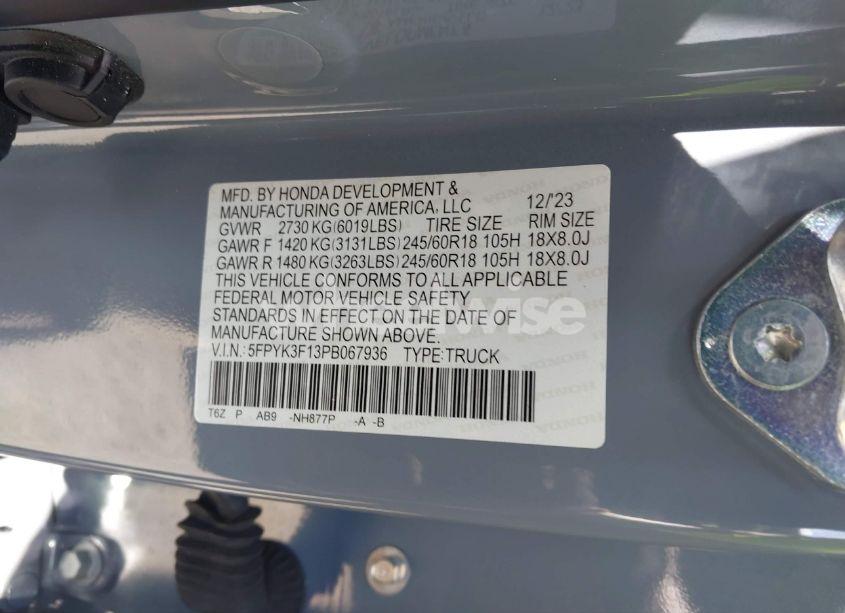 MFD. BY HONDA DEVELOPMENT &
MANUFACTURING OF AMERICA, LLC 12/'23
GVWR 2730 KG(6019LBS) TIRE SIZE RIM SIZE
GAWR F 1420 KG(3131LBS) 245/60R18 105H 18X8.0J
GAWR R 1480 KG(3263LBS) 245/60R18 105H 18X8.0J
THIS VEHICLE CONFORMS TO ALL APPLICABLE
FEDERAL MOTOR VEHICLE SAFETY
STANDARDS IN EFFECT ON THE DATE OF
MANUFACTURE SHOWN ABOVE.
V.I.N.: 5FPYK3F13PB067936 TYPE:TRUCK
T6Z P AB9 -NH877P -A -B